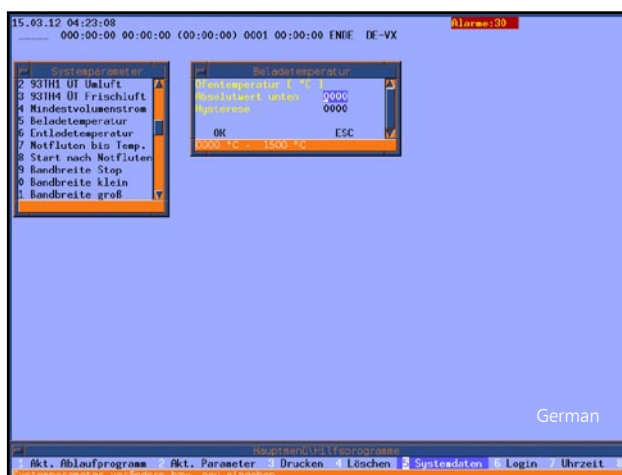 15.03.12 04:23:08
Alarme:30
000:00:00 00:00:00 (00:00:00) 0001 00:00:00 ENDE DE-VX
Systemparameter
2 93TH1 ÜT Umluft
3 93TH4 ÜT Frischluft
4 Mindestvolumenstrom
5 Beladetemperatur
6 Entladetemperatur
7 Notfluten bis Temp.
8 Start nach Notfluten
9 Bandbreite Stop
0 Bandbreite klein
1 Bandbreite groß
Beladetemperatur
Ofentemperatur [ °C ]
Absolutwert unten 0000
Hysterese 0000
OK ESC
0000 °C - 1500 °C
German
Hauptmenü\Hilfsprogramme
1 Akt. Ablaufprogramm 2 Akt. Parameter 3 Drucken 4 Löschen 5 Systemdaten 6 Login 7 Uhrzeit